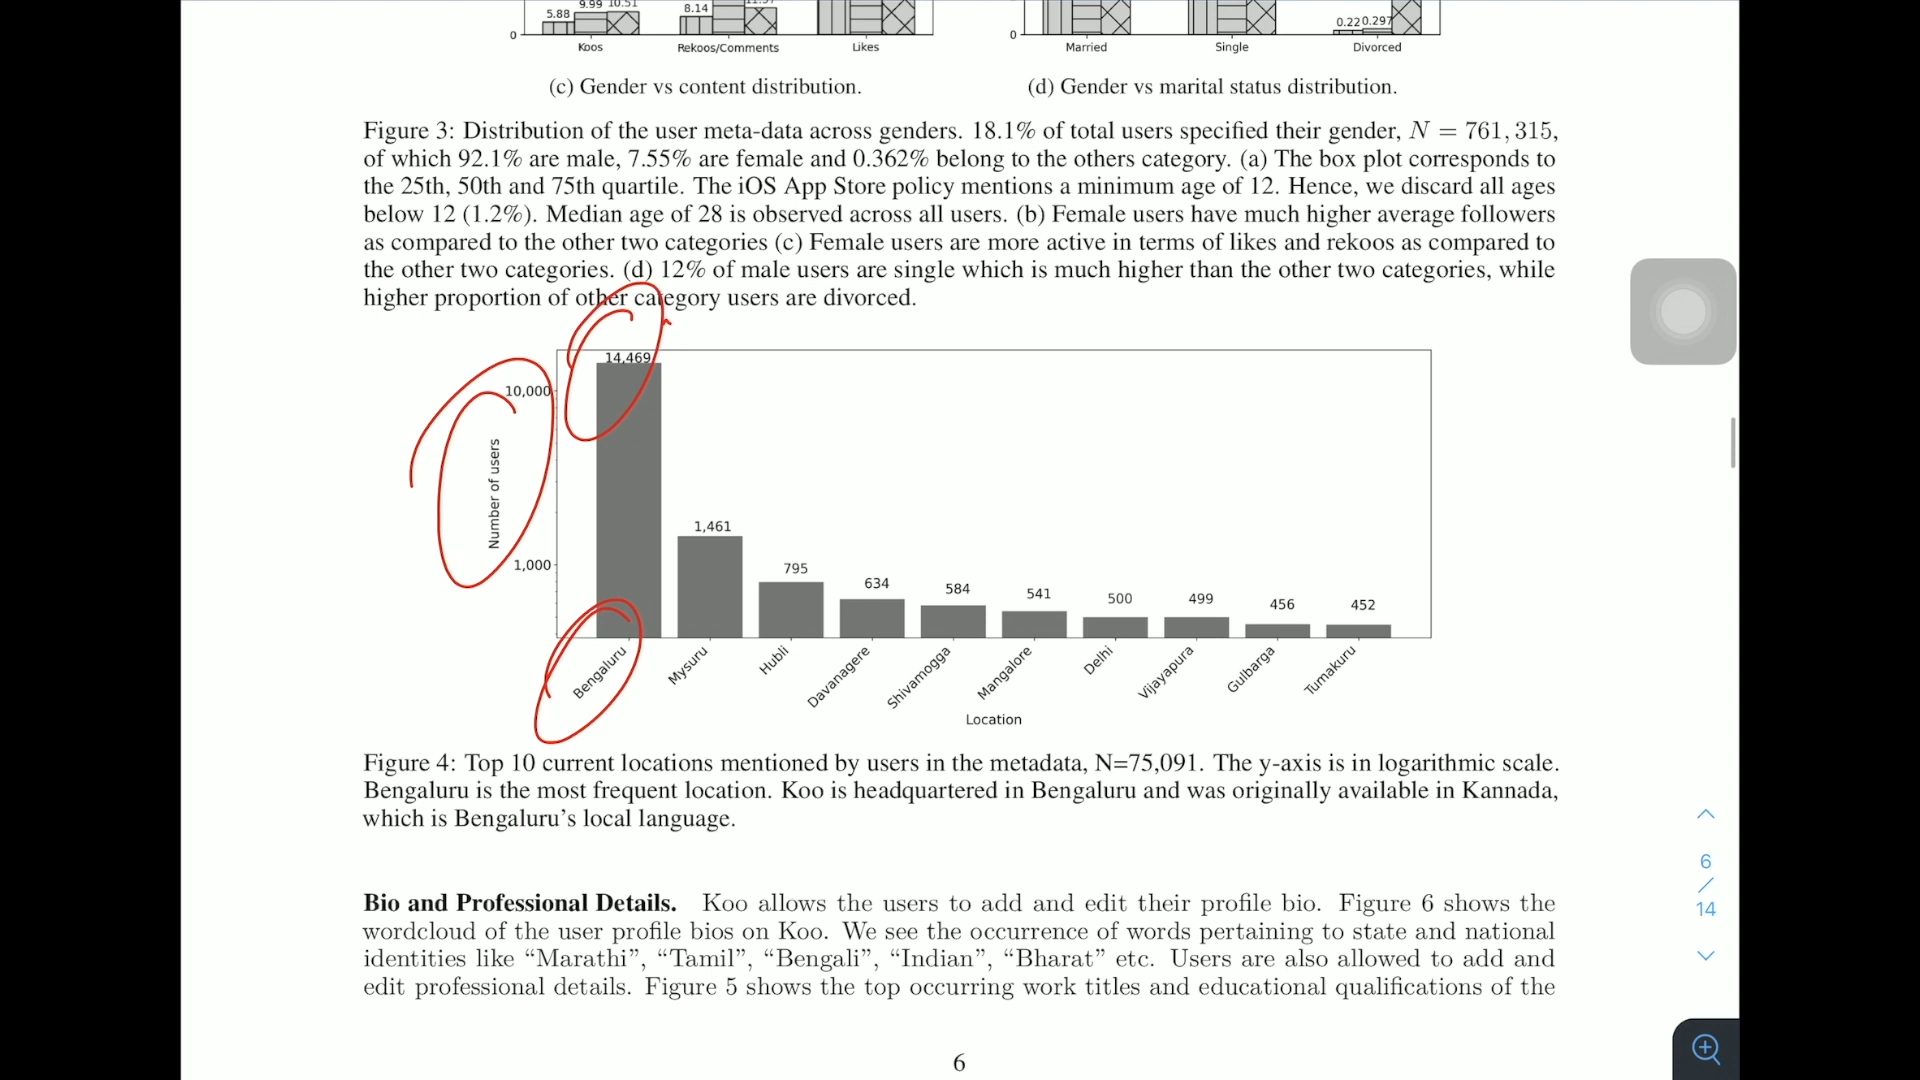 5.88 9.99 10.51 8.14
0.22 0.297
0 Koos Rekoos/Comments Likes
0 Married Single Divorced
(c) Gender vs content distribution.
(d) Gender vs marital status distribution.
Figure 3: Distribution of the user meta-data across genders. 18.1% of total users specified their gender, N = 761, 315,
of which 92.1% are male, 7.55% are female and 0.362% belong to the others category. (a) The box plot corresponds to
the 25th, 50th and 75th quartile. The iOS App Store policy mentions a minimum age of 12. Hence, we discard all ages
below 12 (1.2%). Median age of 28 is observed across all users. (b) Female users have much higher average followers
as compared to the other two categories (c) Female users are more active in terms of likes and rekoos as compared to
the other two categories. (d) 12% of male users are single which is much higher than the other two categories, while
higher proportion of other category users are divorced.
14,469
10,000
Number of users
1,461
1,000
795
634
584
541
500
499
456
452
Bengaluru
Mysuru
Hubli
Davanagere
Shivamogga
Mangalore
Delhi
Vijayapura
Gulbarga
Tumakuru
Location
Figure 4: Top 10 current locations mentioned by users in the metadata, N=75,091. The y-axis is in logarithmic scale.
Bengaluru is the most frequent location. Koo is headquartered in Bengaluru and was originally available in Kannada,
which is Bengaluru's local language.
Bio and Professional Details. Koo allows the users to add and edit their profile bio. Figure 6 shows the
wordcloud of the user profile bios on Koo. We see the occurrence of words pertaining to state and national
identities like “Marathi”, “Tamil”, “Bengali”, “Indian”, “Bharat” etc. Users are also allowed to add and
edit professional details. Figure 5 shows the top occurring work titles and educational qualifications of the
6
6
/
14